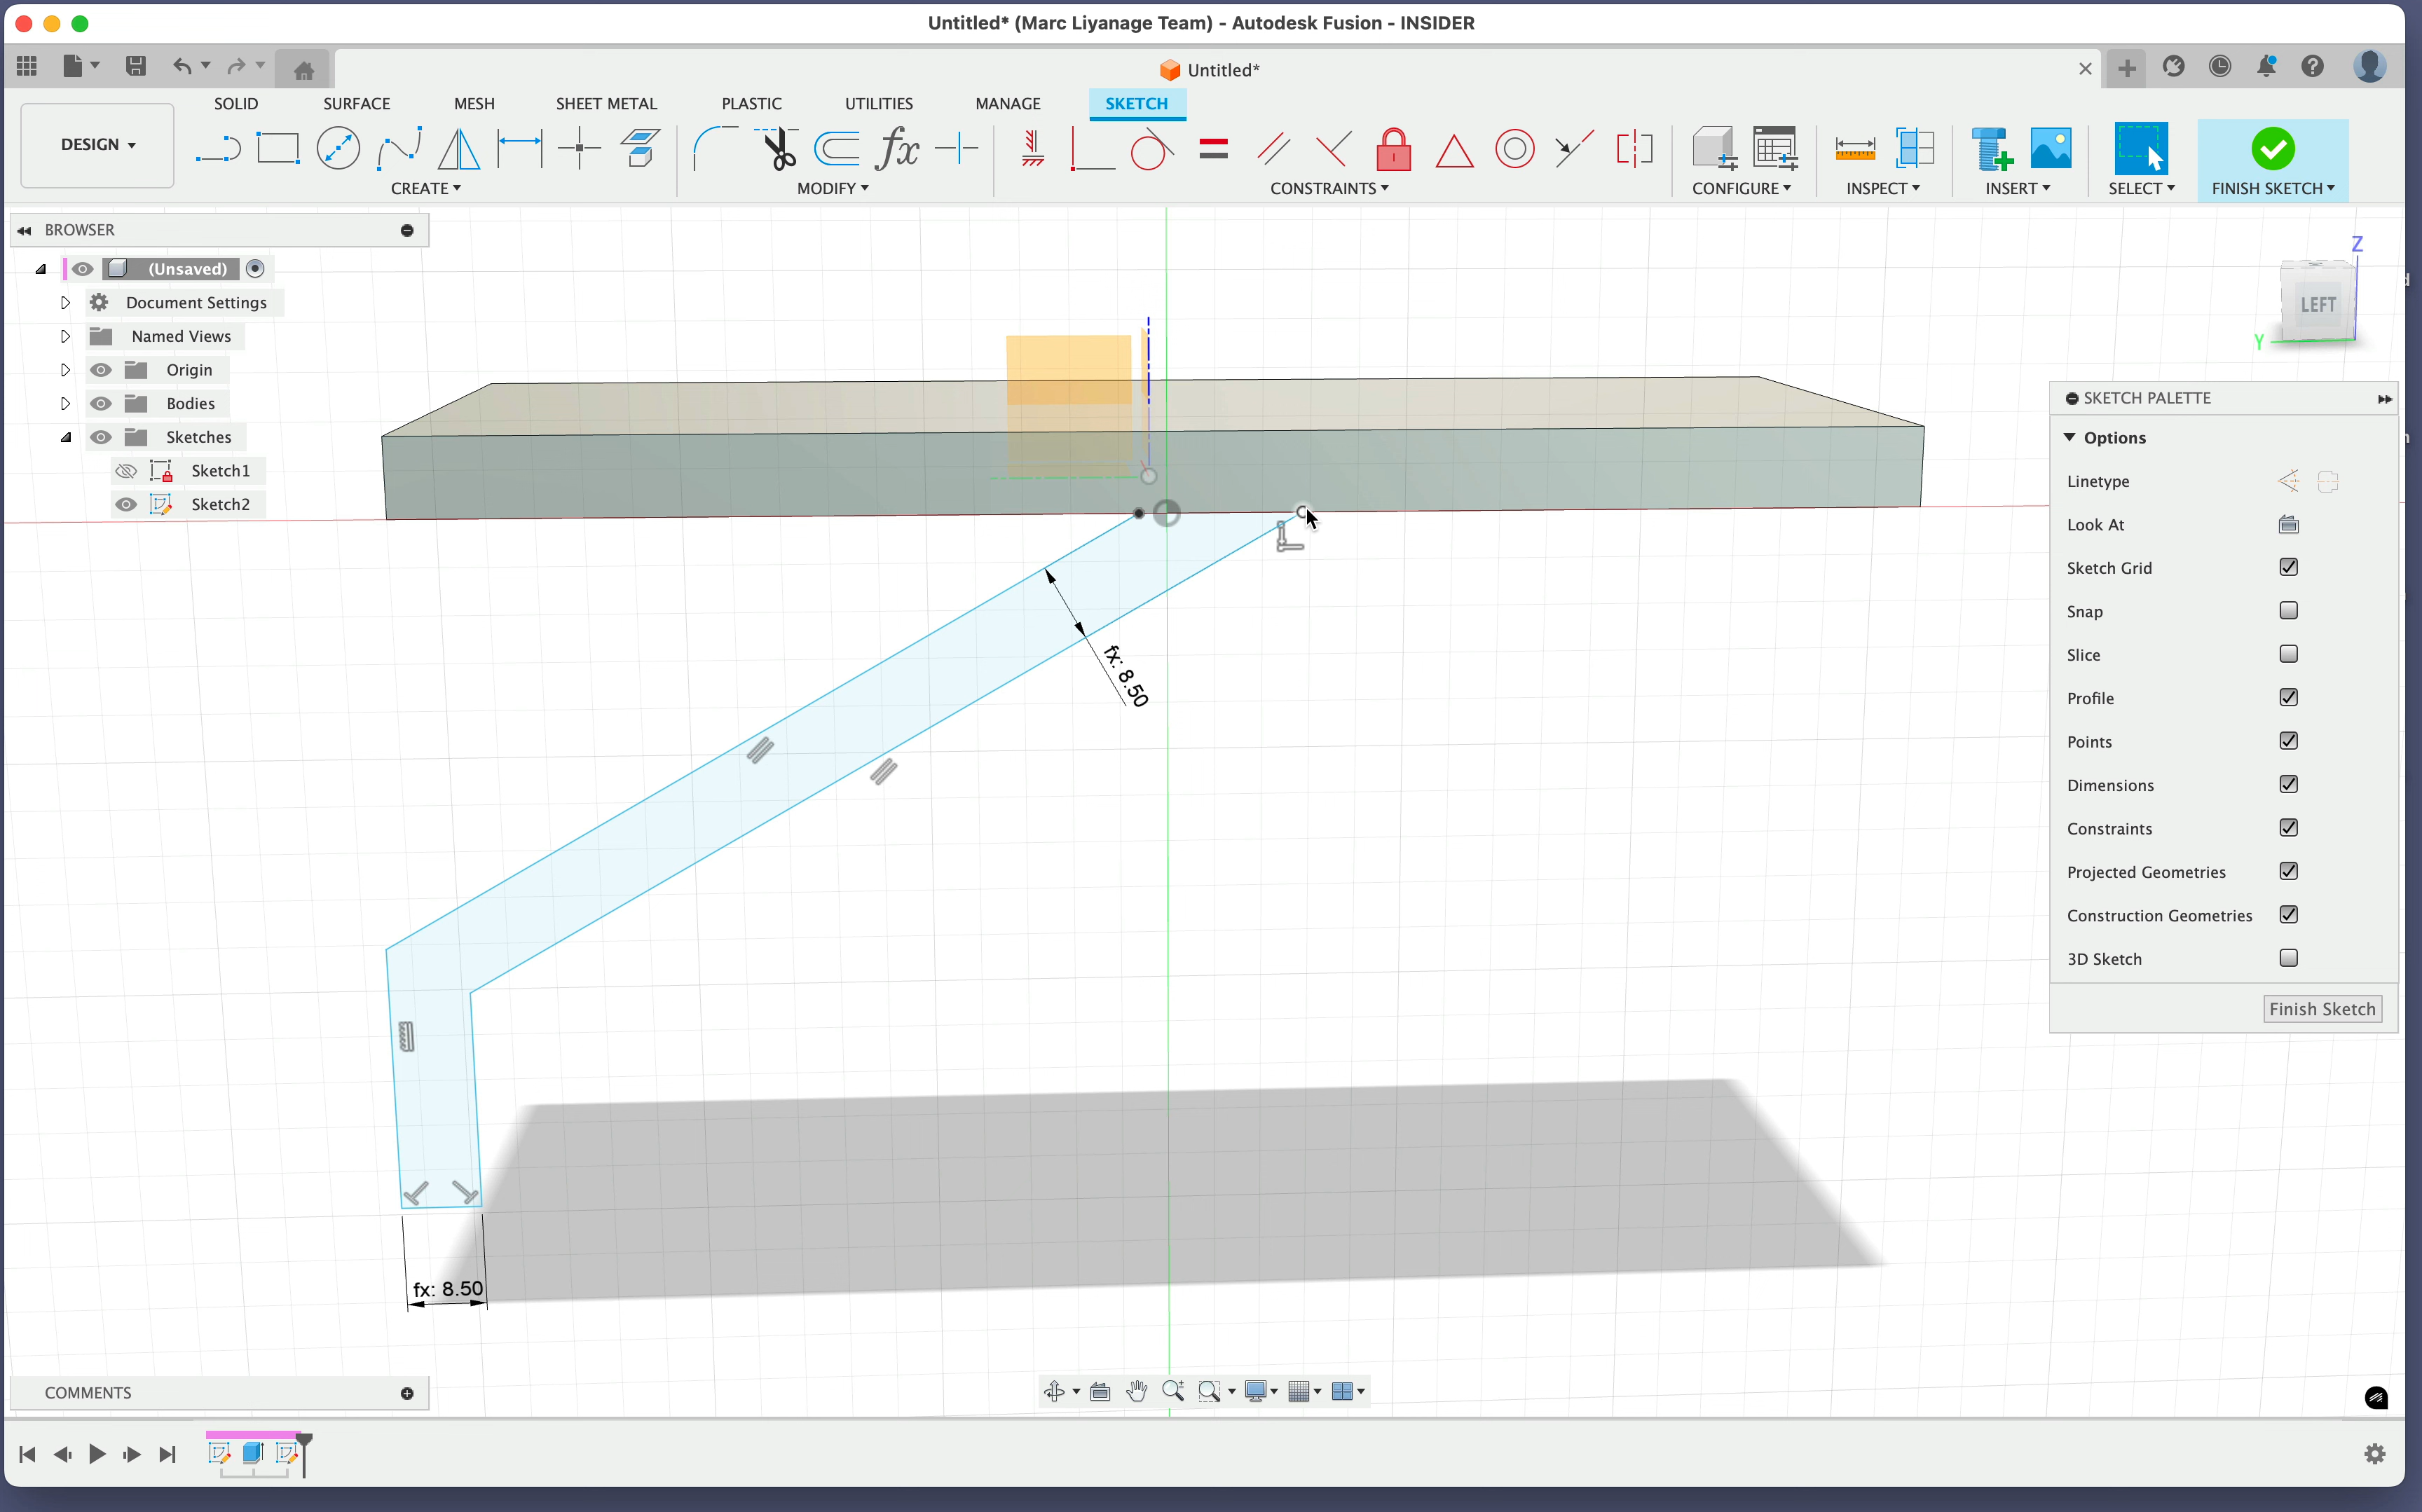 Untitled* (Marc Liyanage Team) - Autodesk Fusion - INSIDER
Untitled*
SOLID SURFACE MESH SHEET METAL PLASTIC UTILITIES MANAGE SKETCH
DESIGN
fx
CREATE MODIFY CONSTRAINTS CONFIGURE INSPECT INSERT SELECT FINISH SKETCH
BROWSER
(Unsaved)
Document Settings
Named Views
Origin
Bodies
Sketches
Sketch1
Sketch2
Z
LEFT
Y
SKETCH PALETTE
Options
Linetype
Look At
Sketch Grid
Snap
Slice
Profile
Points
Dimensions
Constraints
Projected Geometries
Construction Geometries
3D Sketch
Finish Sketch
fx: 8.50
fx: 8.50
COMMENTS